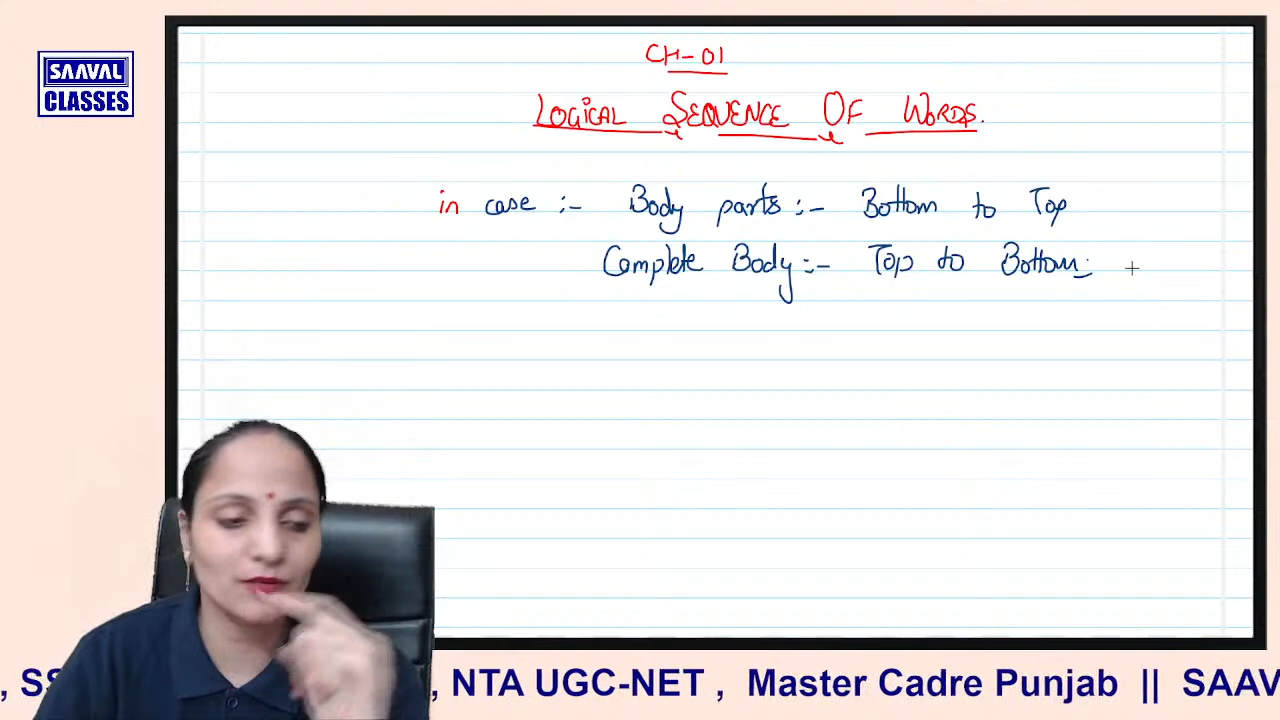 SAAVAL
CLASSES
CH-01
LOGICAL SEQUENCE OF WORDS.
in case :- Body parts :- Bottom to Top
Complete Body :- Top to Bottom.
, SS , NTA UGC-NET , Master Cadre Punjab || SAAV